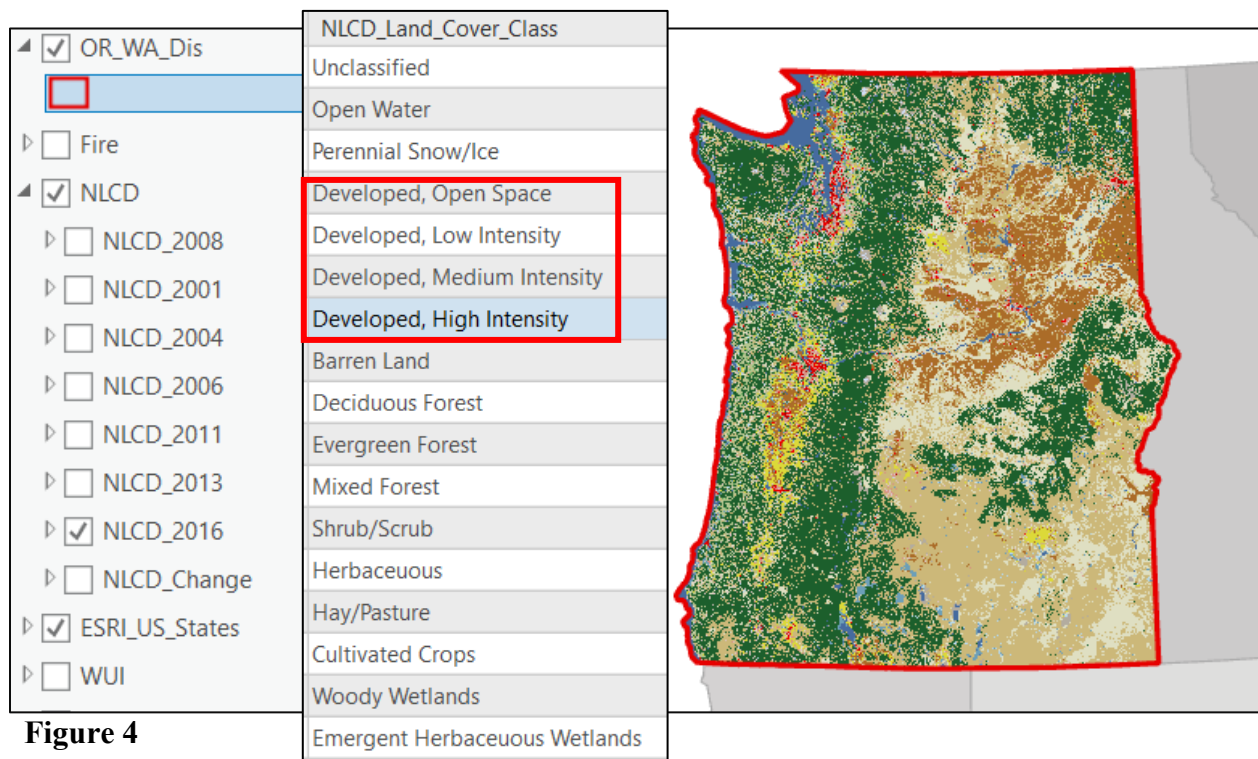 OR_WA_Dis
Fire
NLCD
NLCD_2008
NLCD_2001
NLCD_2004
NLCD_2006
NLCD_2011
NLCD_2013
NLCD_2016
NLCD_Change
ESRI_US_States
WUI
NLCD_Land_Cover_Class
Unclassified
Open Water
Perennial Snow/Ice
Developed, Open Space
Developed, Low Intensity
Developed, Medium Intensity
Developed, High Intensity
Barren Land
Deciduous Forest
Evergreen Forest
Mixed Forest
Shrub/Scrub
Herbaceuous
Hay/Pasture
Cultivated Crops
Woody Wetlands
Emergent Herbaceuous Wetlands
Figure 4